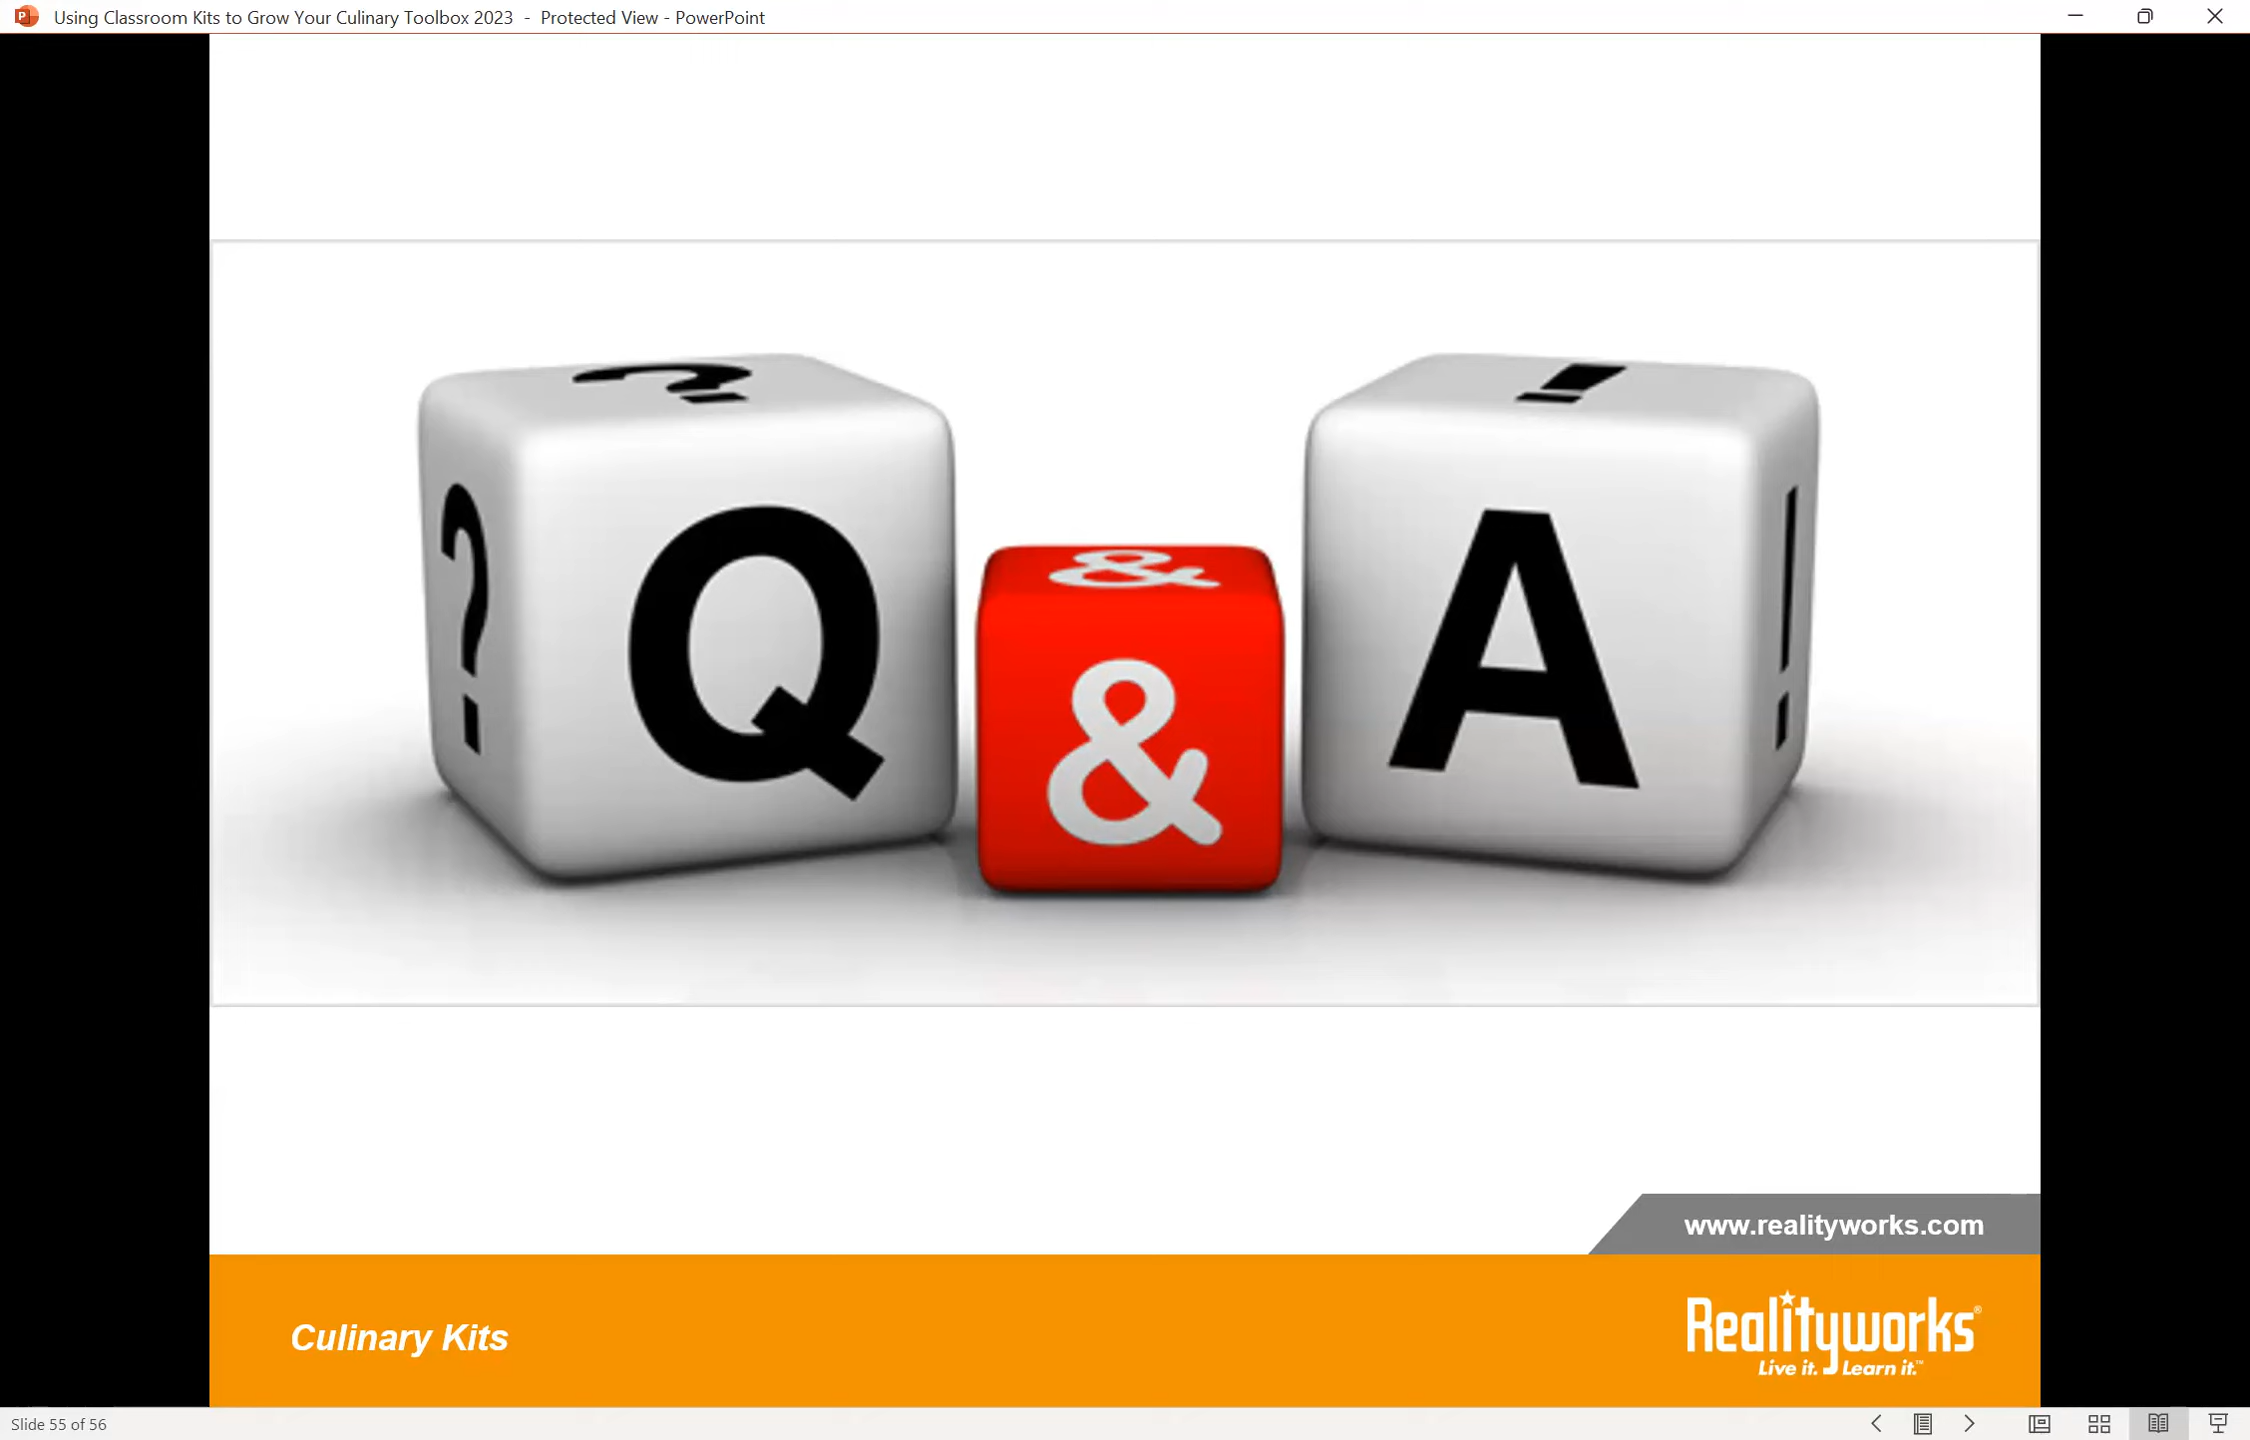 Using Classroom Kits to Grow Your Culinary Toolbox 2023 - Protected View - PowerPoint
? !
? Q & A !
&
www.realityworks.com
Culinary Kits
Realityworks®
Live it. Learn it.™
Slide 55 of 56